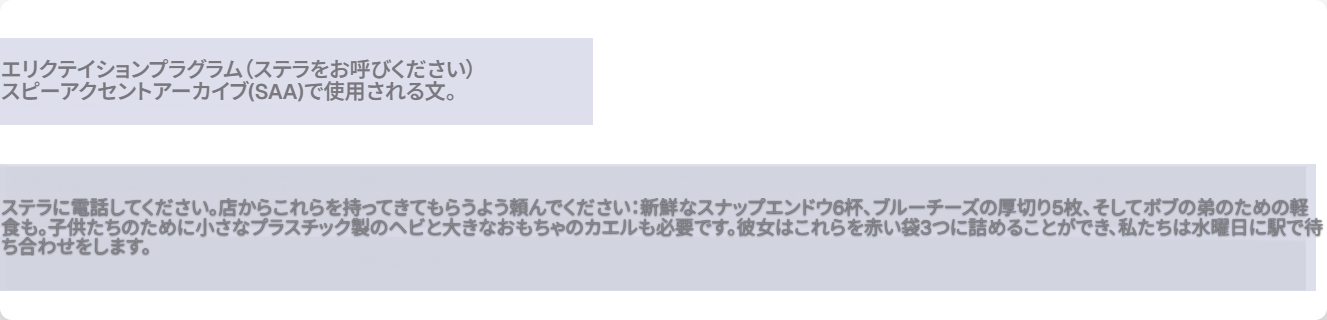 エリクテイションプラグラム（ステラをお呼びください）
スピーアクセントアーカイブ(SAA)で使用される文。
ステラに電話してください。店からこれらを持ってきてもらうよう頼んでください：新鮮なスナップエンドウ6杯、ブルーチーズの厚切り5枚、そしてボブの弟のための軽
食も。子供たちのために小さなプラスチック製のヘビと大きなおもちゃのカエルも必要です。彼女はこれらを赤い袋3つに詰めることができ、私たちは水曜日に駅で待
ち合わせをします。